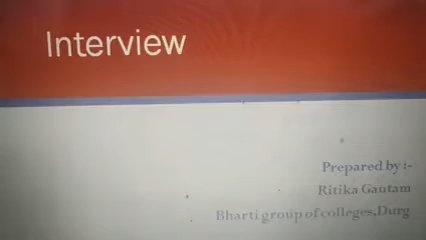 Interview
Prepared by :-
Ritika Gautam
Bharti group of colleges,Durg